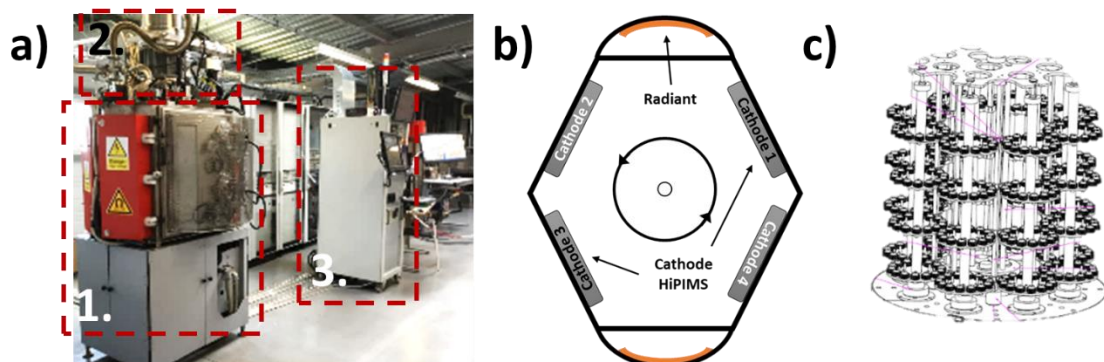 a)
2.
1.
3.
b)
Radiant
Cathode 2
Cathode 1
Cathode 3
Cathode 4
Cathode
HiPIMS
c)